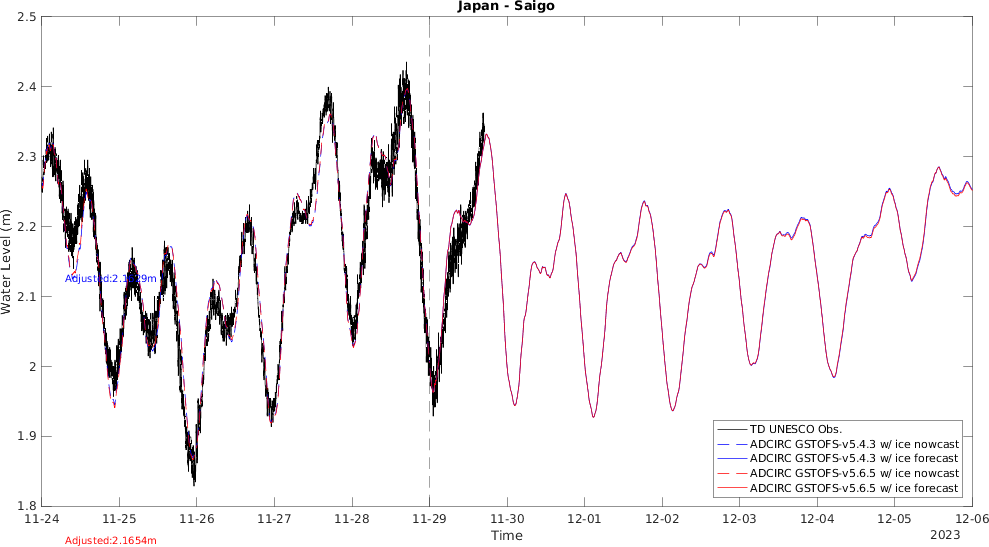 Japan - Saigo
2.5
2.4
2.3
2.2
2.1
2
1.9
1.8
Water Level (m)
Adjusted:2.1
TD UNESCO Obs.
ADCIRC GSTOFS-v5.4.3 w/ ice nowcast
ADCIRC GSTOFS-v5.4.3 w/ ice forecast
ADCIRC GSTOFS-v5.6.5 w/ ice nowcast
ADCIRC GSTOFS-v5.6.5 w/ ice forecast
11-24 11-25 11-26 11-27 11-28 11-29 11-30 12-01 12-02 12-03 12-04 12-05 12-06
Time
2023
Adjusted:2.1654m